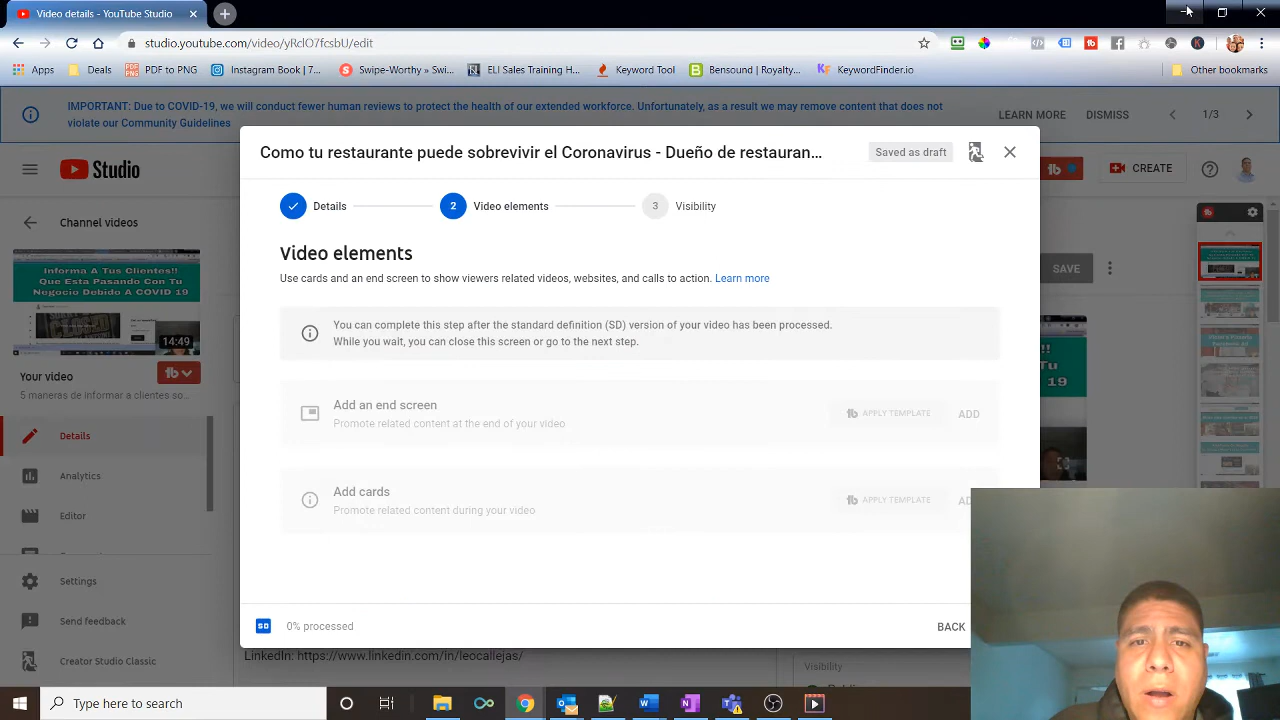 Video details - YouTube Studio
studio.youtube.com/video/yRclO7fcsbU/edit
Apps
Deals
PDF to PNG
Instagram Book | 7...
Swipe-Worthy » Swi...
ELI Sales Training H...
Keyword Tool
Bensound | Royalty...
KeywordFinder.io
Other bookmarks
IMPORTANT: Due to COVID-19, we will conduct fewer human reviews to protect the health of our extended workforce. Unfortunately, as a result we may remove content that does not
violate our Community Guidelines
LEARN MORE
DISMISS
1/3
Studio
CREATE
Channel videos
Informa A Tus Clientes!!
Que Esta Pasando Con Tu
Negocio Debido A COVID 19
14:49
Your video
5 maneras de informar a clientes so...
Details
Analytics
Editor
Settings
Send feedback
Creator Studio Classic
Como tu restaurante puede sobrevivir el Coronavirus - Dueño de restauran...
Saved as draft
Details
2
Video elements
3
Visibility
Video elements
Use cards and an end screen to show viewers related videos, websites, and calls to action. Learn more
You can complete this step after the standard definition (SD) version of your video has been processed.
While you wait, you can close this screen or go to the next step.
Add an end screen
Promote related content at the end of your video
APPLY TEMPLATE
ADD
Add cards
Promote related content during your video
APPLY TEMPLATE
SD
0% processed
BACK
SAVE
LinkedIn: https://www.linkedin.com/in/leocallejas/
Visibility
Type here to search